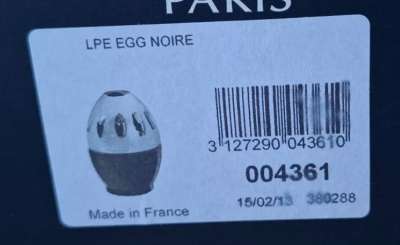 PARIS
LPE EGG NOIRE
3 127290 043610
004361
15/02/13 380288
Made in France